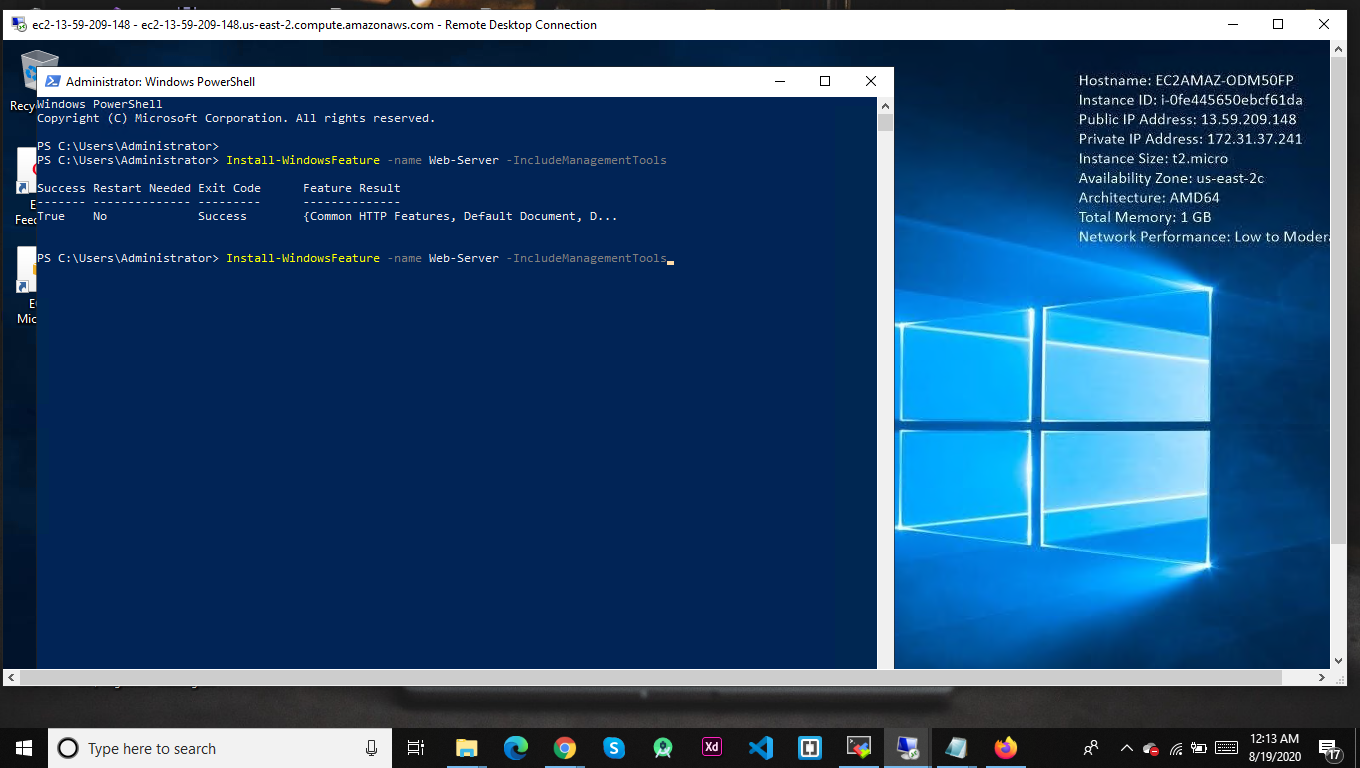 ec2-13-59-209-148 - ec2-13-59-209-148.us-east-2.compute.amazonaws.com - Remote Desktop Connection
Administrator: Windows PowerShell
Windows PowerShell
Copyright (C) Microsoft Corporation. All rights reserved.
PS C:\Users\Administrator>
PS C:\Users\Administrator> Install-WindowsFeature -name Web-Server -IncludeManagementTools
Success Restart Needed Exit Code      Feature Result
------- -------------- ---------      --------------
True    No             Success        {Common HTTP Features, Default Document, D...
PS C:\Users\Administrator> Install-WindowsFeature -name Web-Server -IncludeManagementTools
Recy
E
Feed
E
Mic
Hostname: EC2AMAZ-ODM50FP
Instance ID: i-0fe445650ebcf61da
Public IP Address: 13.59.209.148
Private IP Address: 172.31.37.241
Instance Size: t2.micro
Availability Zone: us-east-2c
Architecture: AMD64
Total Memory: 1 GB
Network Performance: Low to Modera
Type here to search
Xd
12:13 AM
8/19/2020
17